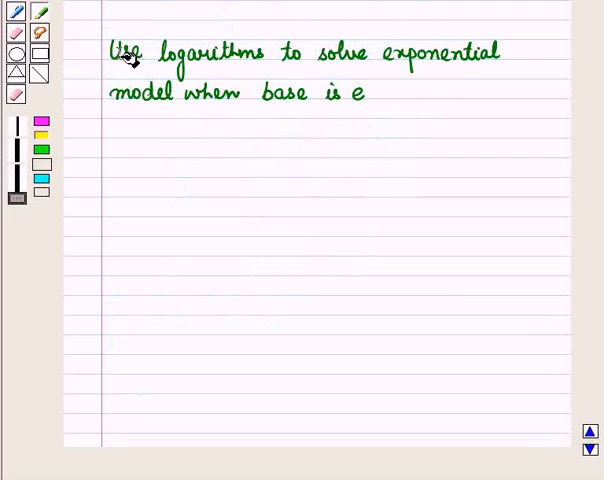 Use logarithms to solve exponential
model when base is e